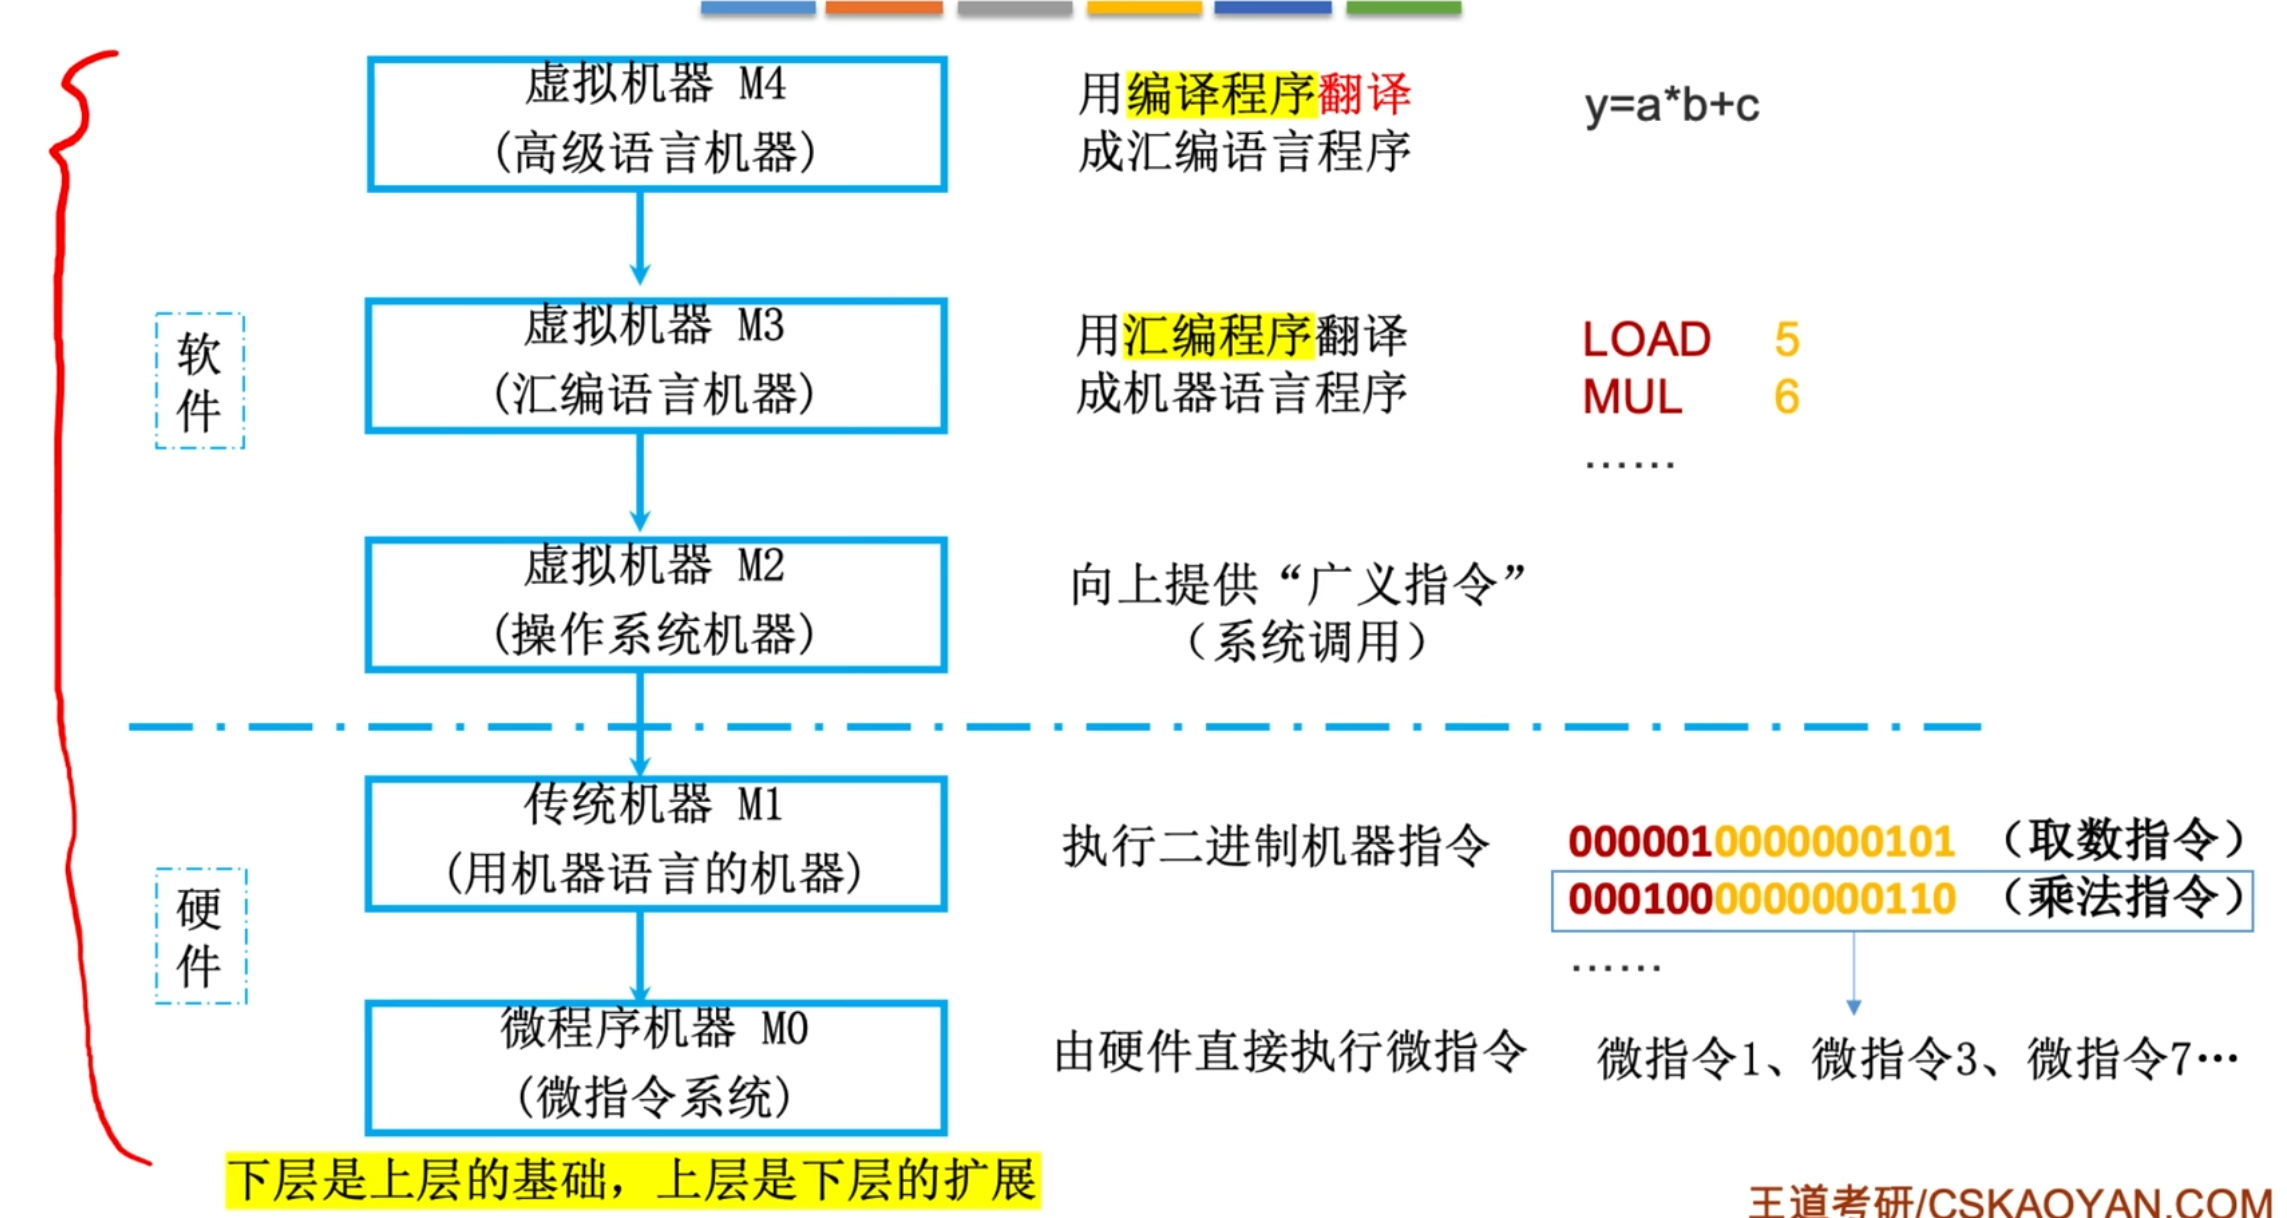 虚拟机器 M4
(高级语言机器)
用编译程序翻译
成汇编语言程序
y=a*b+c
软
件
虚拟机器 M3
(汇编语言机器)
用汇编程序翻译
成机器语言程序
LOAD 5
MUL 6
……
虚拟机器 M2
(操作系统机器)
向上提供“广义指令”
（系统调用）
硬
件
传统机器 M1
(用机器语言的机器)
执行二进制机器指令
0000010000000101 （取数指令）
0001000000000110 （乘法指令）
……
微程序机器 M0
(微指令系统)
由硬件直接执行微指令
微指令1、微指令3、微指令7…
下层是上层的基础，上层是下层的扩展
王道考研/CSKAOYAN.COM